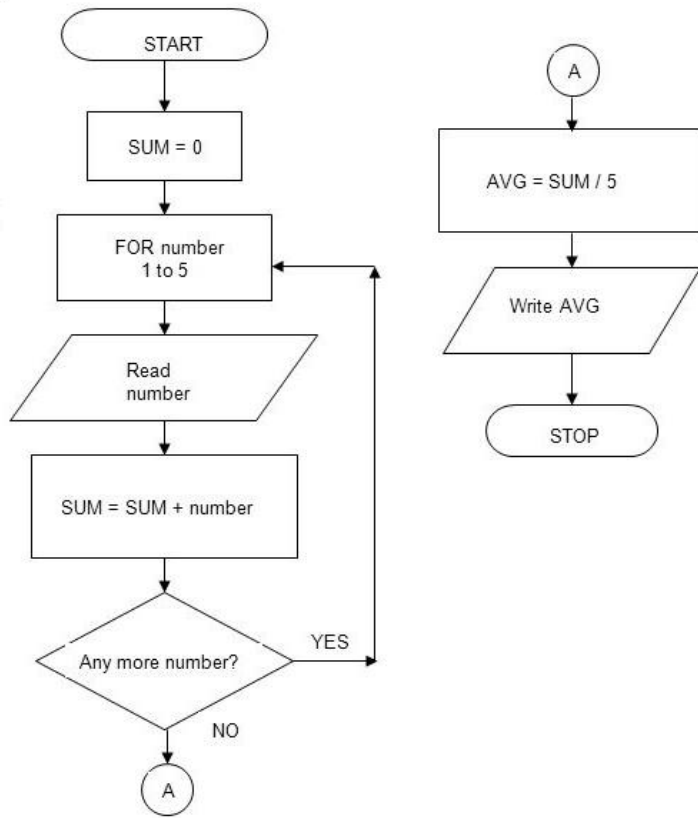 START
SUM = 0
FOR number
1 to 5
Read
number
SUM = SUM + number
Any more number?
YES
NO
A
A
AVG = SUM / 5
Write AVG
STOP